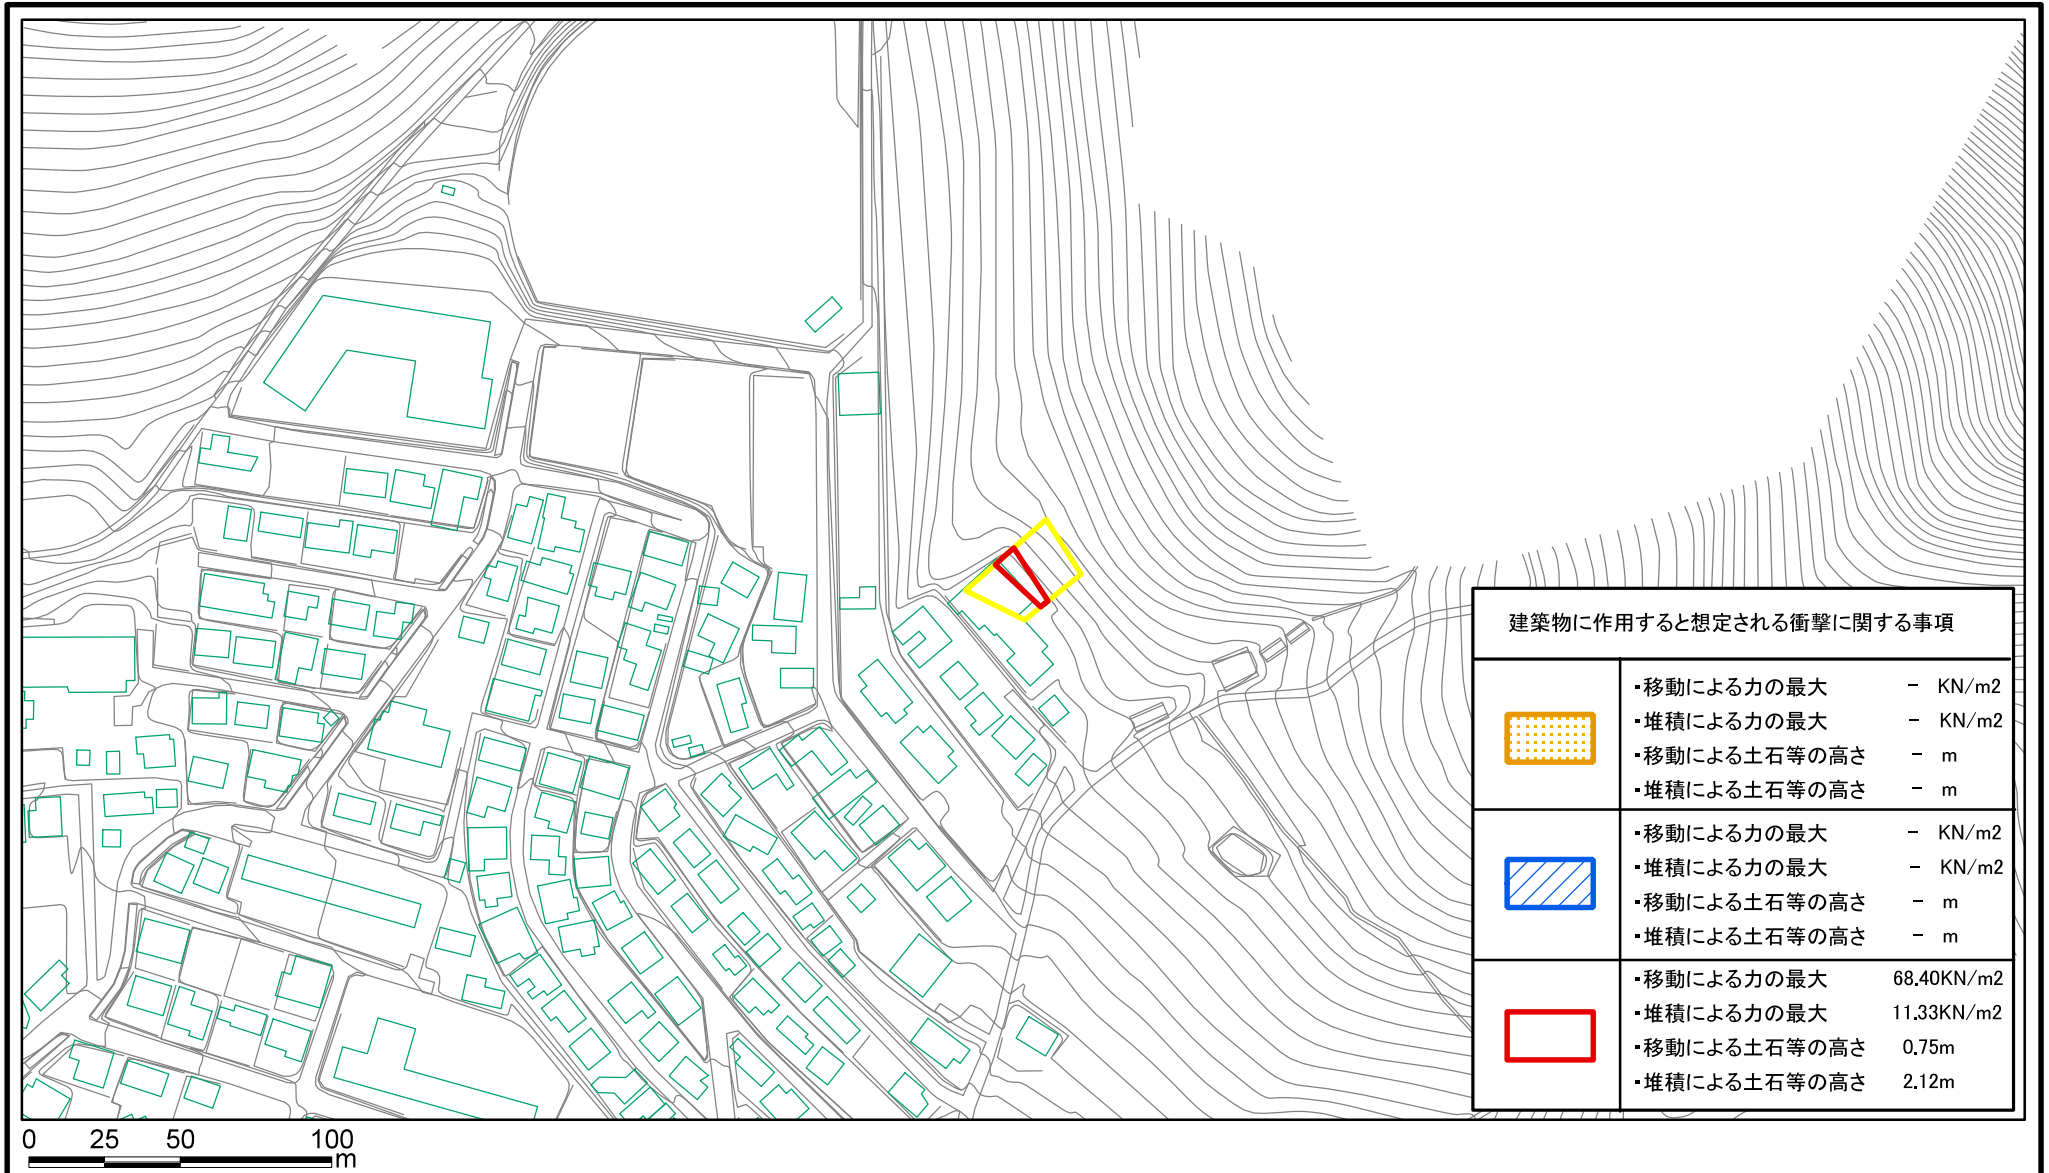 建築物に作用すると想定される衝撃に関する事項
・移動による力の最大 - KN/m2
・堆積による力の最大 - KN/m2
・移動による土石等の高さ - m
・堆積による土石等の高さ - m
・移動による力の最大 - KN/m2
・堆積による力の最大 - KN/m2
・移動による土石等の高さ - m
・堆積による土石等の高さ - m
・移動による力の最大 68.40KN/m2
・堆積による力の最大 11.33KN/m2
・移動による土石等の高さ 0.75m
・堆積による土石等の高さ 2.12m
0 25 50 100
m